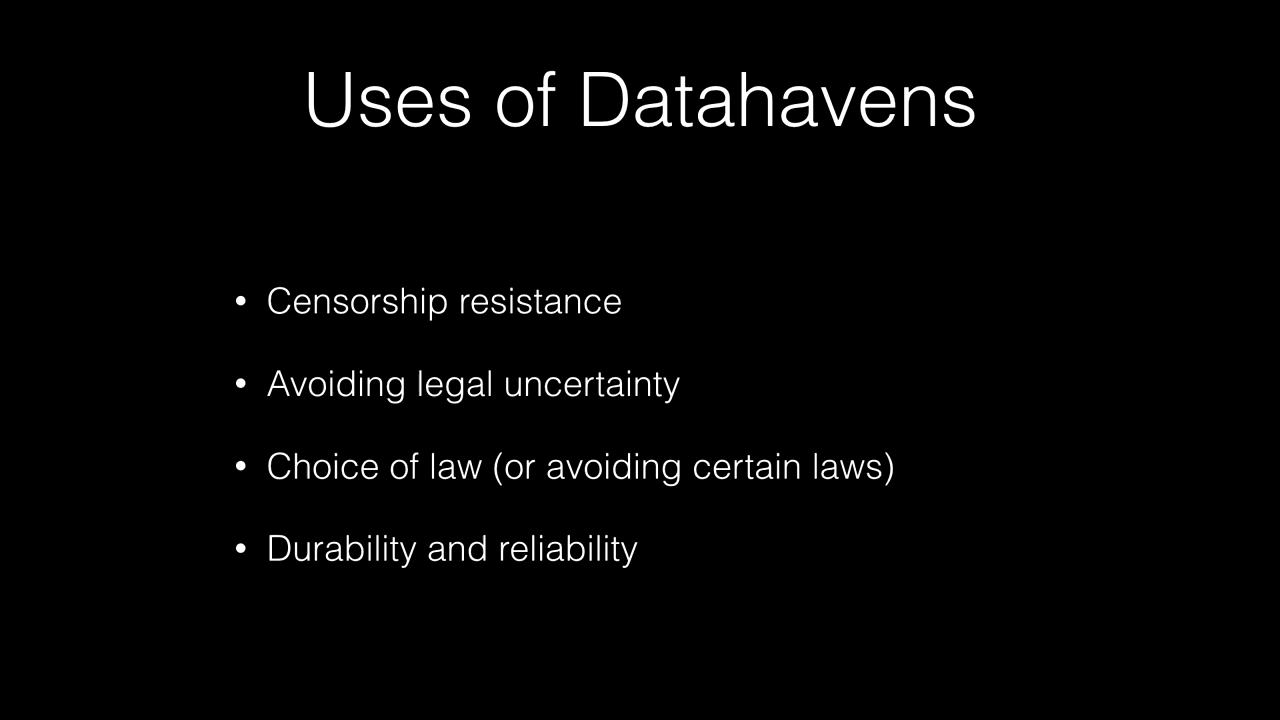 Uses of Datahavens
• Censorship resistance
• Avoiding legal uncertainty
• Choice of law (or avoiding certain laws)
• Durability and reliability